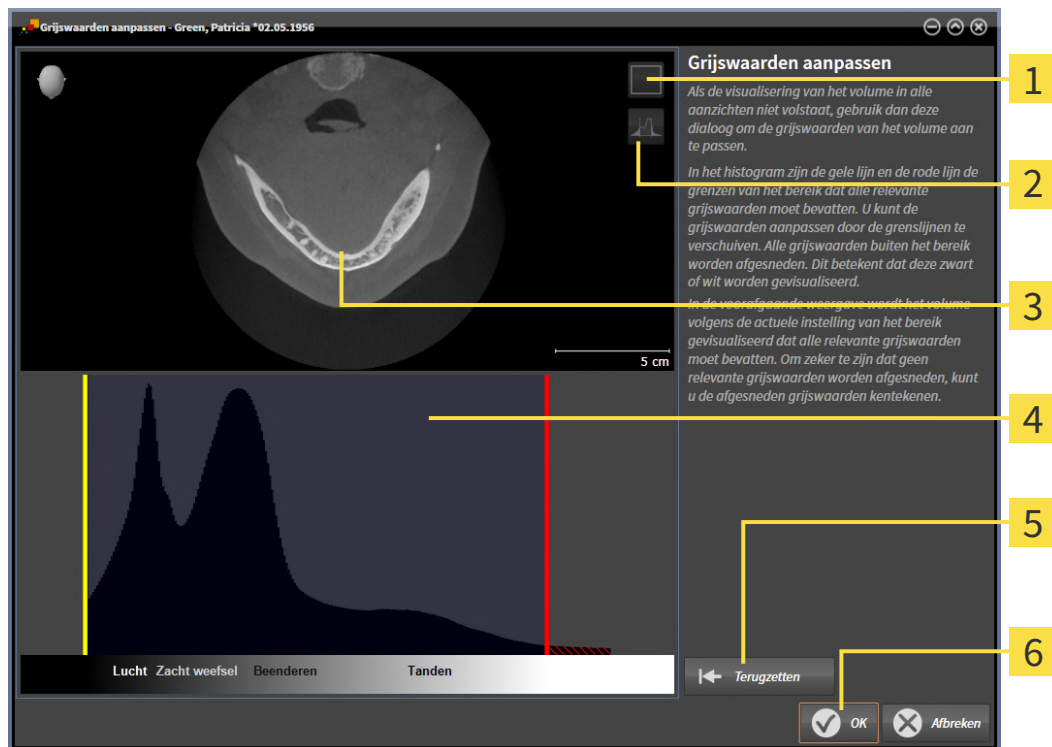 Grijswaarden aanpassen - Green, Patricia *02.05.1956
5 cm
Lucht Zacht weefsel Beenderen Tanden
Grijswaarden aanpassen
Als de visualisering van het volume in alle
aanzichten niet volstaat, gebruik dan deze
dialoog om de grijswaarden van het volume aan
te passen.
In het histogram zijn de gele lijn en de rode lijn de
grenzen van het bereik dat alle relevante
grijswaarden moet bevatten. U kunt de
grijswaarden aanpassen door de grenslijnen te
verschuiven. Alle grijswaarden buiten het bereik
worden afgesneden. Dit betekent dat deze zwart
of wit worden gevisualiseerd.
In de voorafgaande weergave wordt het volume
volgens de actuele instelling van het bereik
gevisualiseerd dat alle relevante grijswaarden
moet bevatten. Om zeker te zijn dat geen
relevante grijswaarden worden afgesneden, kunt
u de afgesneden grijswaarden kentekenen.
Terugzetten
OK
Afbreken
1
2
3
4
5
6